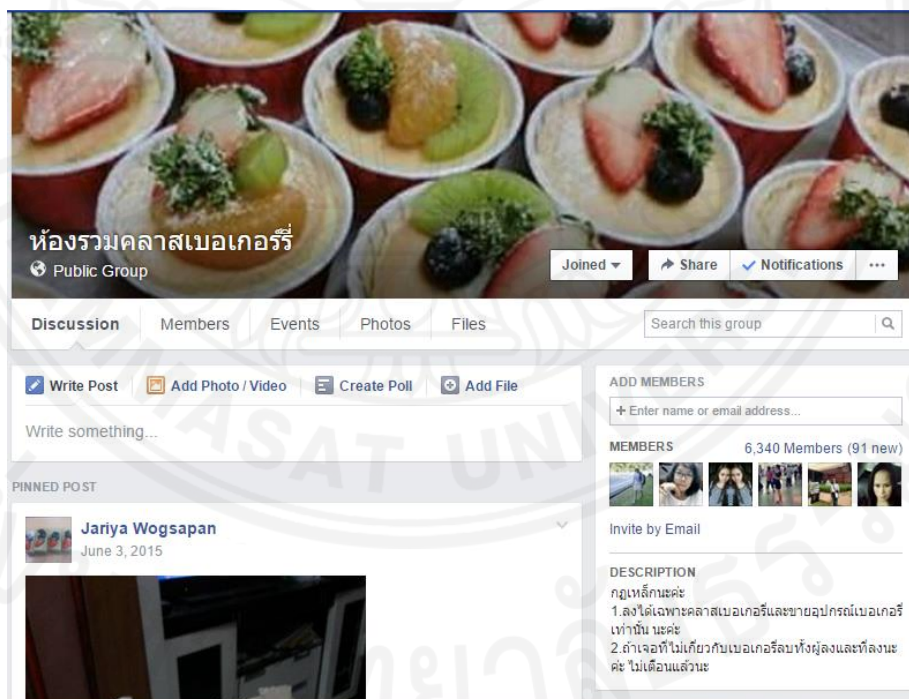 ห้องรวมคลาสเบอเกอร์รี่
Public Group
Joined
Share
Notifications
Discussion
Members
Events
Photos
Files
Search this group
Write Post
Add Photo / Video
Create Poll
Add File
Write something...
PINNED POST
Jariya Wogsapan
June 3, 2015
ADD MEMBERS
+ Enter name or email address...
MEMBERS
6,340 Members (91 new)
Invite by Email
DESCRIPTION
กฏเหล็กนะค่ะ
1.ลงได้เฉพาะคลาสเบอเกอรี่และขายอุปกรณ์เบอเกอรี่
เท่านั้น นะค่ะ
2.ถ้าเจอที่ไม่เกี่ยวกับเบอเกอรี่ลบทั้งผู้ลงและที่ลงนะ
ค่ะ ไม่เตือนแล้วนะ